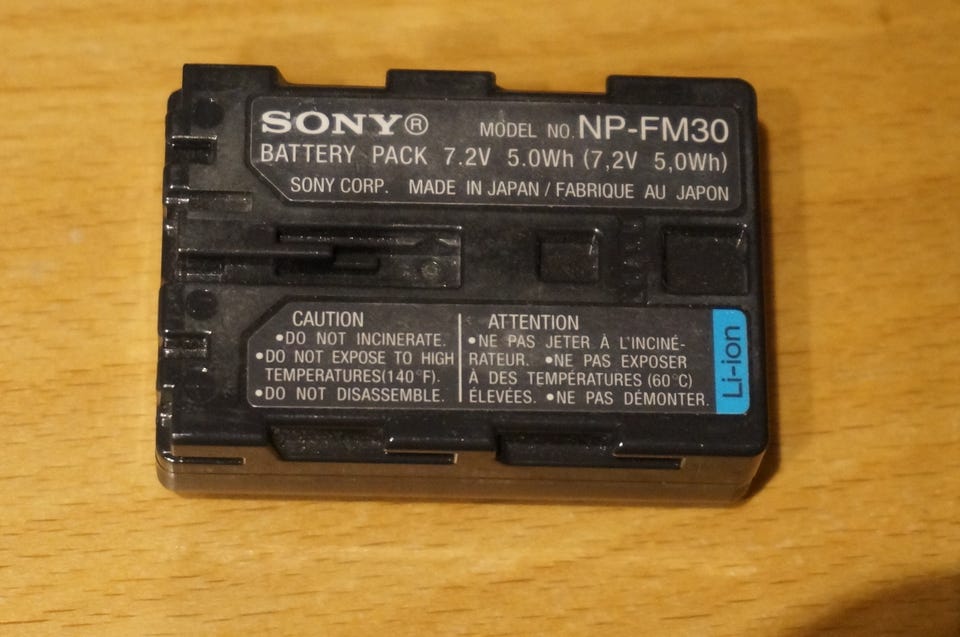 SONY® MODEL NO. NP-FM30
BATTERY PACK 7.2V 5.0Wh (7,2V 5,0Wh)
SONY CORP. MADE IN JAPAN / FABRIQUE AU JAPON
CAUTION
•DO NOT INCINERATE.
•DO NOT EXPOSE TO HIGH
TEMPERATURES(140°F).
•DO NOT DISASSEMBLE.
ATTENTION
•NE PAS JETER À L'INCINÉ-
RATEUR. •NE PAS EXPOSER
À DES TEMPÉRATURES (60°C)
ÉLEVÉES. •NE PAS DÉMONTER.
Li-ion